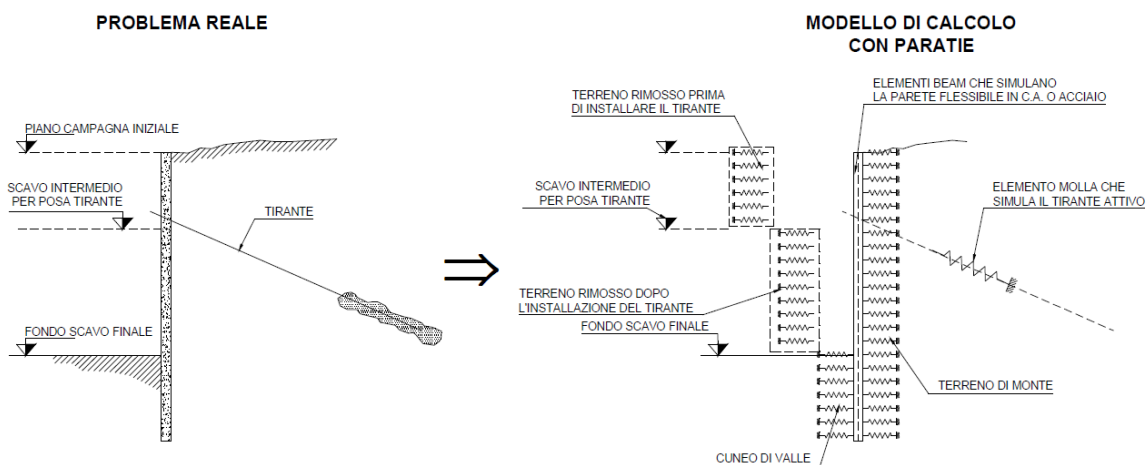 PROBLEMA REALE
PIANO CAMPAGNA INIZIALE
SCAVO INTERMEDIO
PER POSA TIRANTE
TIRANTE
FONDO SCAVO FINALE
MODELLO DI CALCOLO
CON PARATIE
ELEMENTI BEAM CHE SIMULANO
LA PARETE FLESSIBILE IN C.A. O ACCIAIO
TERRENO RIMOSSO PRIMA
DI INSTALLARE IL TIRANTE
SCAVO INTERMEDIO
PER POSA TIRANTE
ELEMENTO MOLLA CHE
SIMULA IL TIRANTE ATTIVO
TERRENO RIMOSSO DOPO
L'INSTALLAZIONE DEL TIRANTE
FONDO SCAVO FINALE
TERRENO DI MONTE
CUNEO DI VALLE